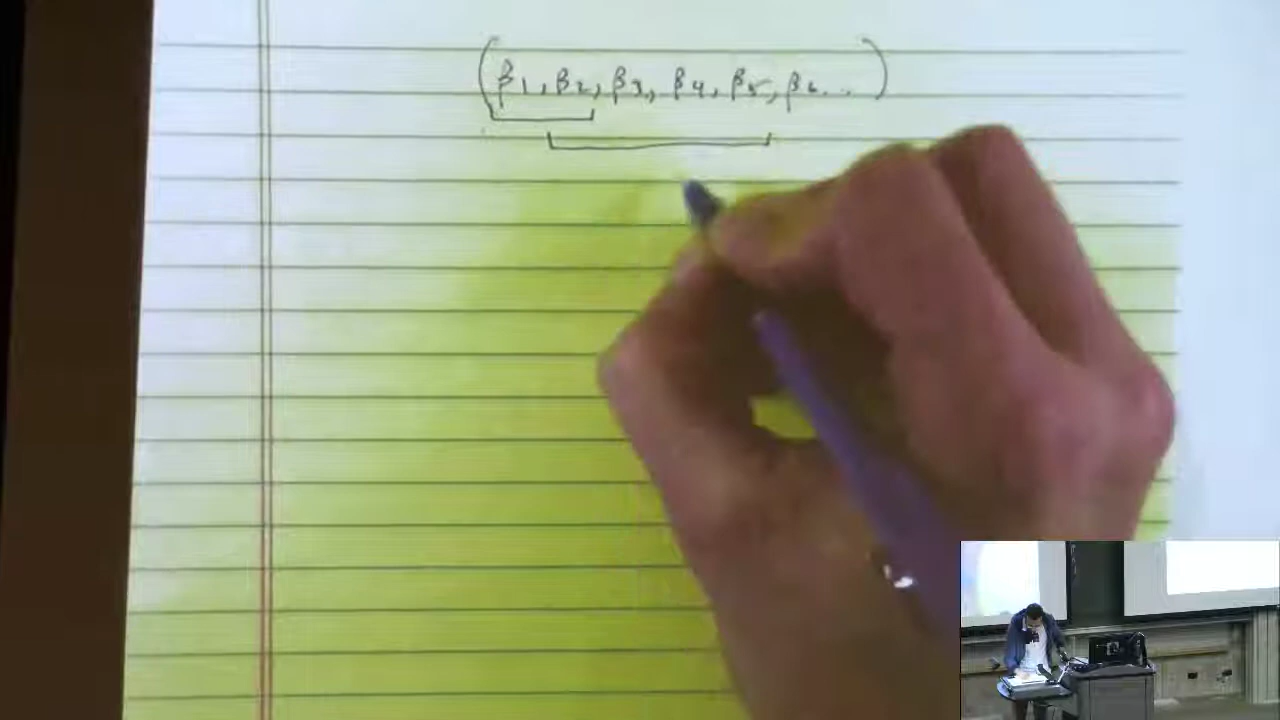 (β1, β2, β3, β4, β5, β6...)